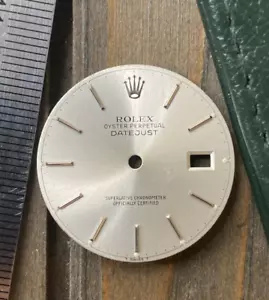 ROLEX
OYSTER PERPETUAL
DATEJUST
SUPERLATIVE CHRONOMETER
OFFICIALLY CERTIFIED